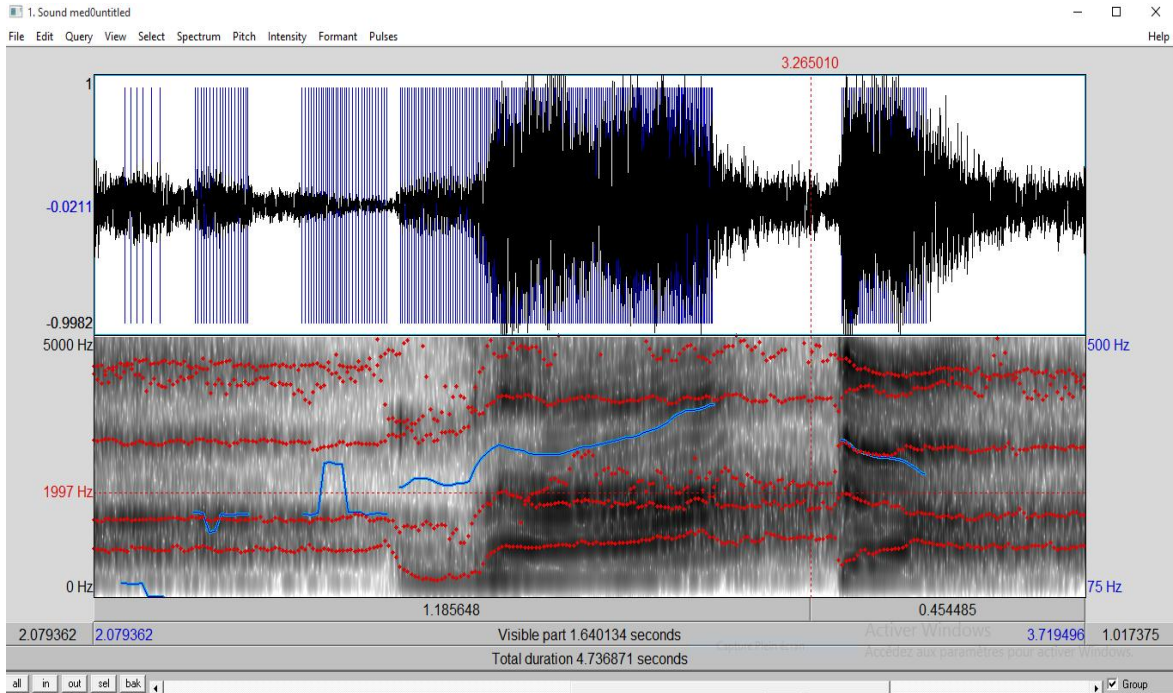 1. Sound med0untitled
File Edit Query View Select Spectrum Pitch Intensity Formant Pulses Help
3.265010
1
-0.0211
-0.9982
5000 Hz 500 Hz
1997 Hz
0 Hz 75 Hz
1.185648 0.454485
2.079362 2.079362 Visible part 1.640134 seconds 3.719496 1.017375
Total duration 4.736871 seconds
Activer Windows
Capture Plein écran
Accédez aux paramètres pour activer Windows.
all in out sel bak Group